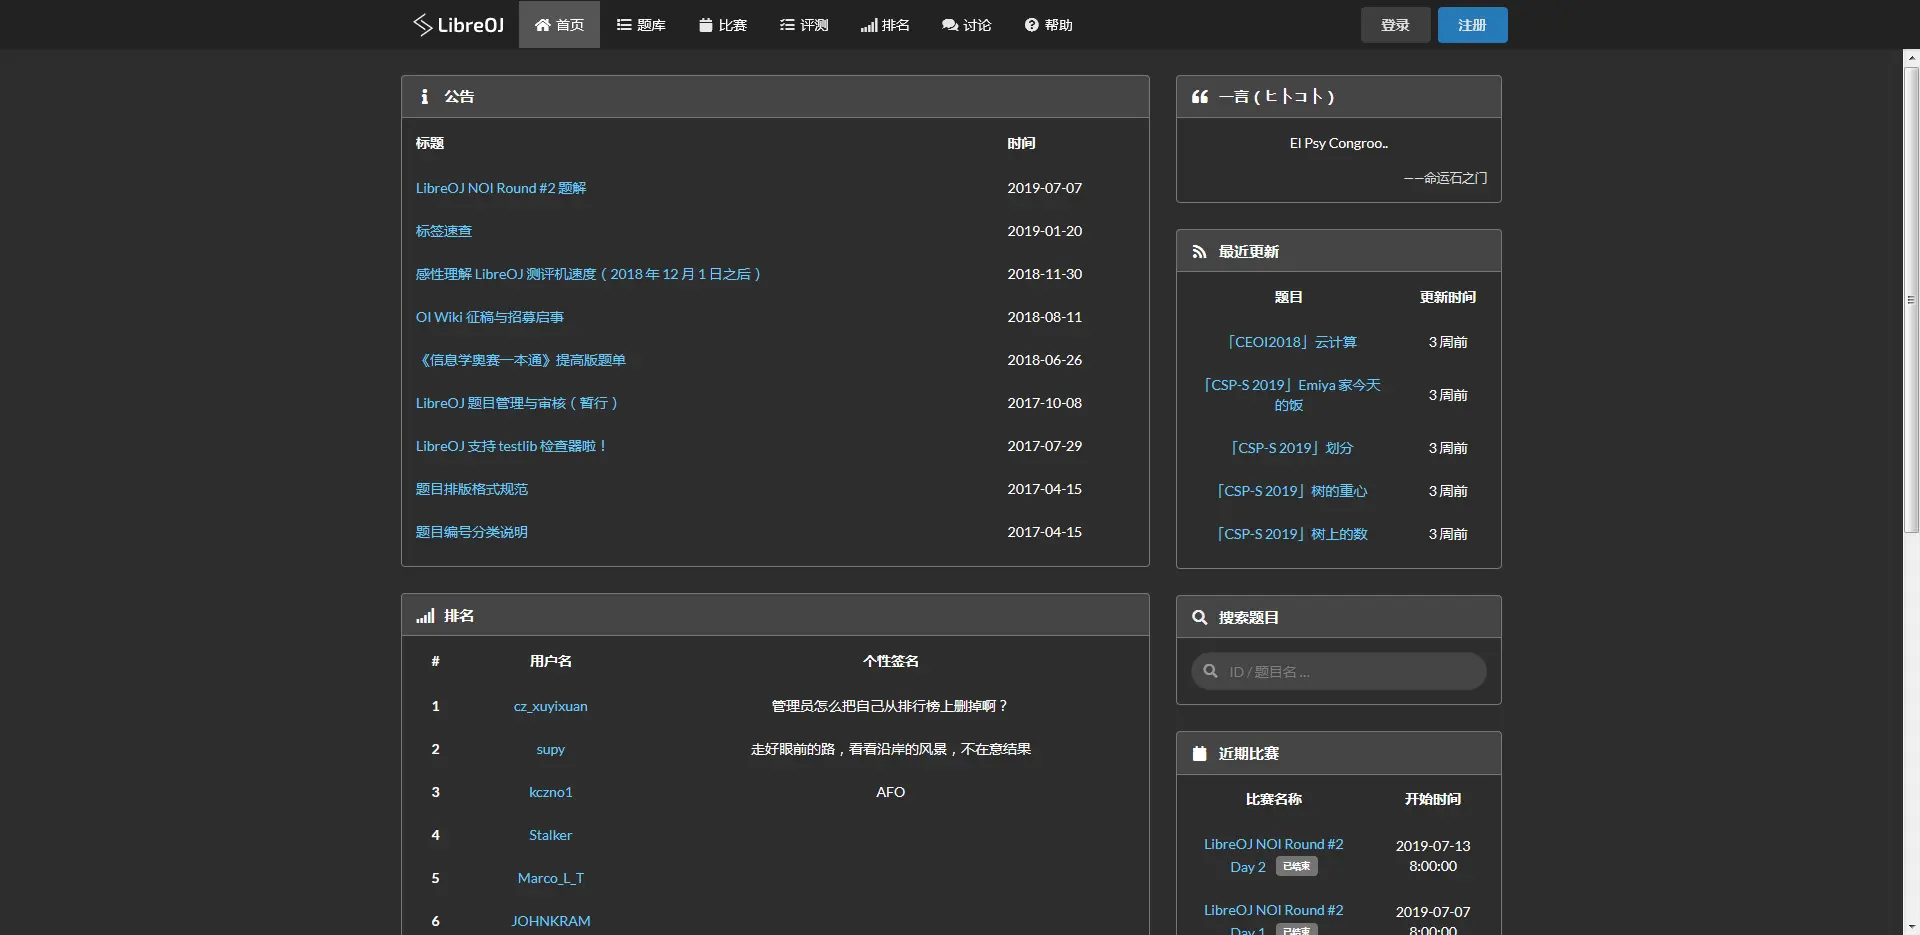 LibreOJ 首页 题库 比赛 评测 排名 讨论 帮助 登录 注册
公告
标题 时间
LibreOJ NOI Round #2 题解 2019-07-07
标签速查 2019-01-20
感性理解 LibreOJ 测评机速度（2018 年 12 月 1 日之后） 2018-11-30
OI Wiki 征稿与招募启事 2018-08-11
《信息学奥赛一本通》提高版题单 2018-06-26
LibreOJ 题目管理与审核（暂行） 2017-10-08
LibreOJ 支持 testlib 检查器啦！ 2017-07-29
题目排版格式规范 2017-04-15
题目编号分类说明 2017-04-15
排名
# 用户名 个性签名
1 cz_xuyixuan 管理员怎么把自己从排行榜上删掉啊？
2 supy 走好眼前的路，看看沿岸的风景，不在意结果
3 kczno1 AFO
4 Stalker
5 Marco_L_T
6 JOHNKRAM
一言（ヒトコト）
El Psy Congroo..
——命运石之门
最近更新
题目 更新时间
「CEOI2018」云计算 3 周前
「CSP-S 2019」Emiya 家今天
的饭 3 周前
「CSP-S 2019」划分 3 周前
「CSP-S 2019」树的重心 3 周前
「CSP-S 2019」树上的数 3 周前
搜索题目
ID / 题目名 ...
近期比赛
比赛名称 开始时间
LibreOJ NOI Round #2 2019-07-13
Day 2 已结束 8:00:00
LibreOJ NOI Round #2 2019-07-07
Day 1 已结束 8:00:00